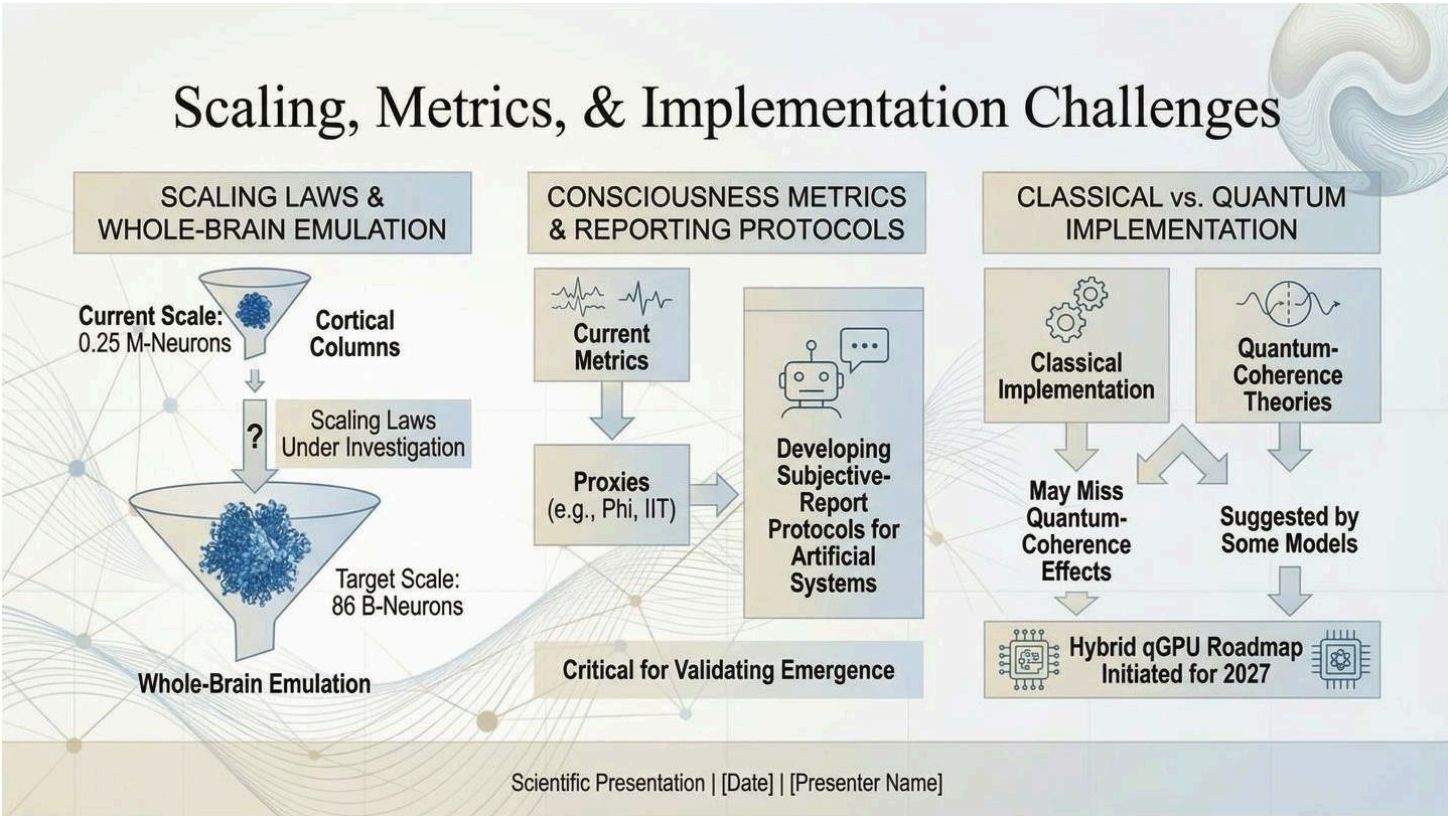 Scaling, Metrics, & Implementation Challenges
SCALING LAWS &
WHOLE-BRAIN EMULATION
Current Scale:
0.25 M-Neurons
Cortical
Columns
?
Scaling Laws
Under Investigation
Target Scale:
86 B-Neurons
Whole-Brain Emulation
CONSCIOUSNESS METRICS
& REPORTING PROTOCOLS
Current
Metrics
Proxies
(e.g., Phi, IIT)
Developing
Subjective-
Report
Protocols for
Artificial
Systems
Critical for Validating Emergence
CLASSICAL vs. QUANTUM
IMPLEMENTATION
Classical
Implementation
Quantum-
Coherence
Theories
May Miss
Quantum-
Coherence
Effects
Suggested by
Some Models
Hybrid qGPU Roadmap
Initiated for 2027
Scientific Presentation | [Date] | [Presenter Name]